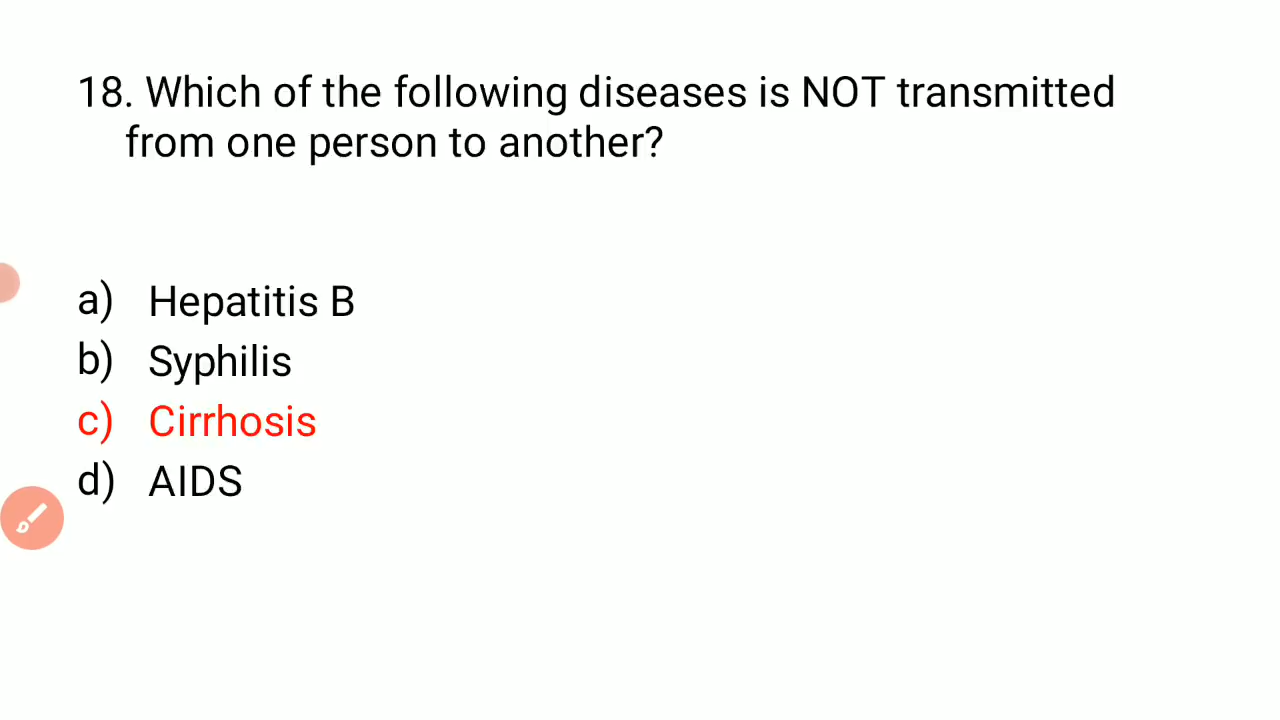 18. Which of the following diseases is NOT transmitted
from one person to another?
a) Hepatitis B
b) Syphilis
c) Cirrhosis
d) AIDS